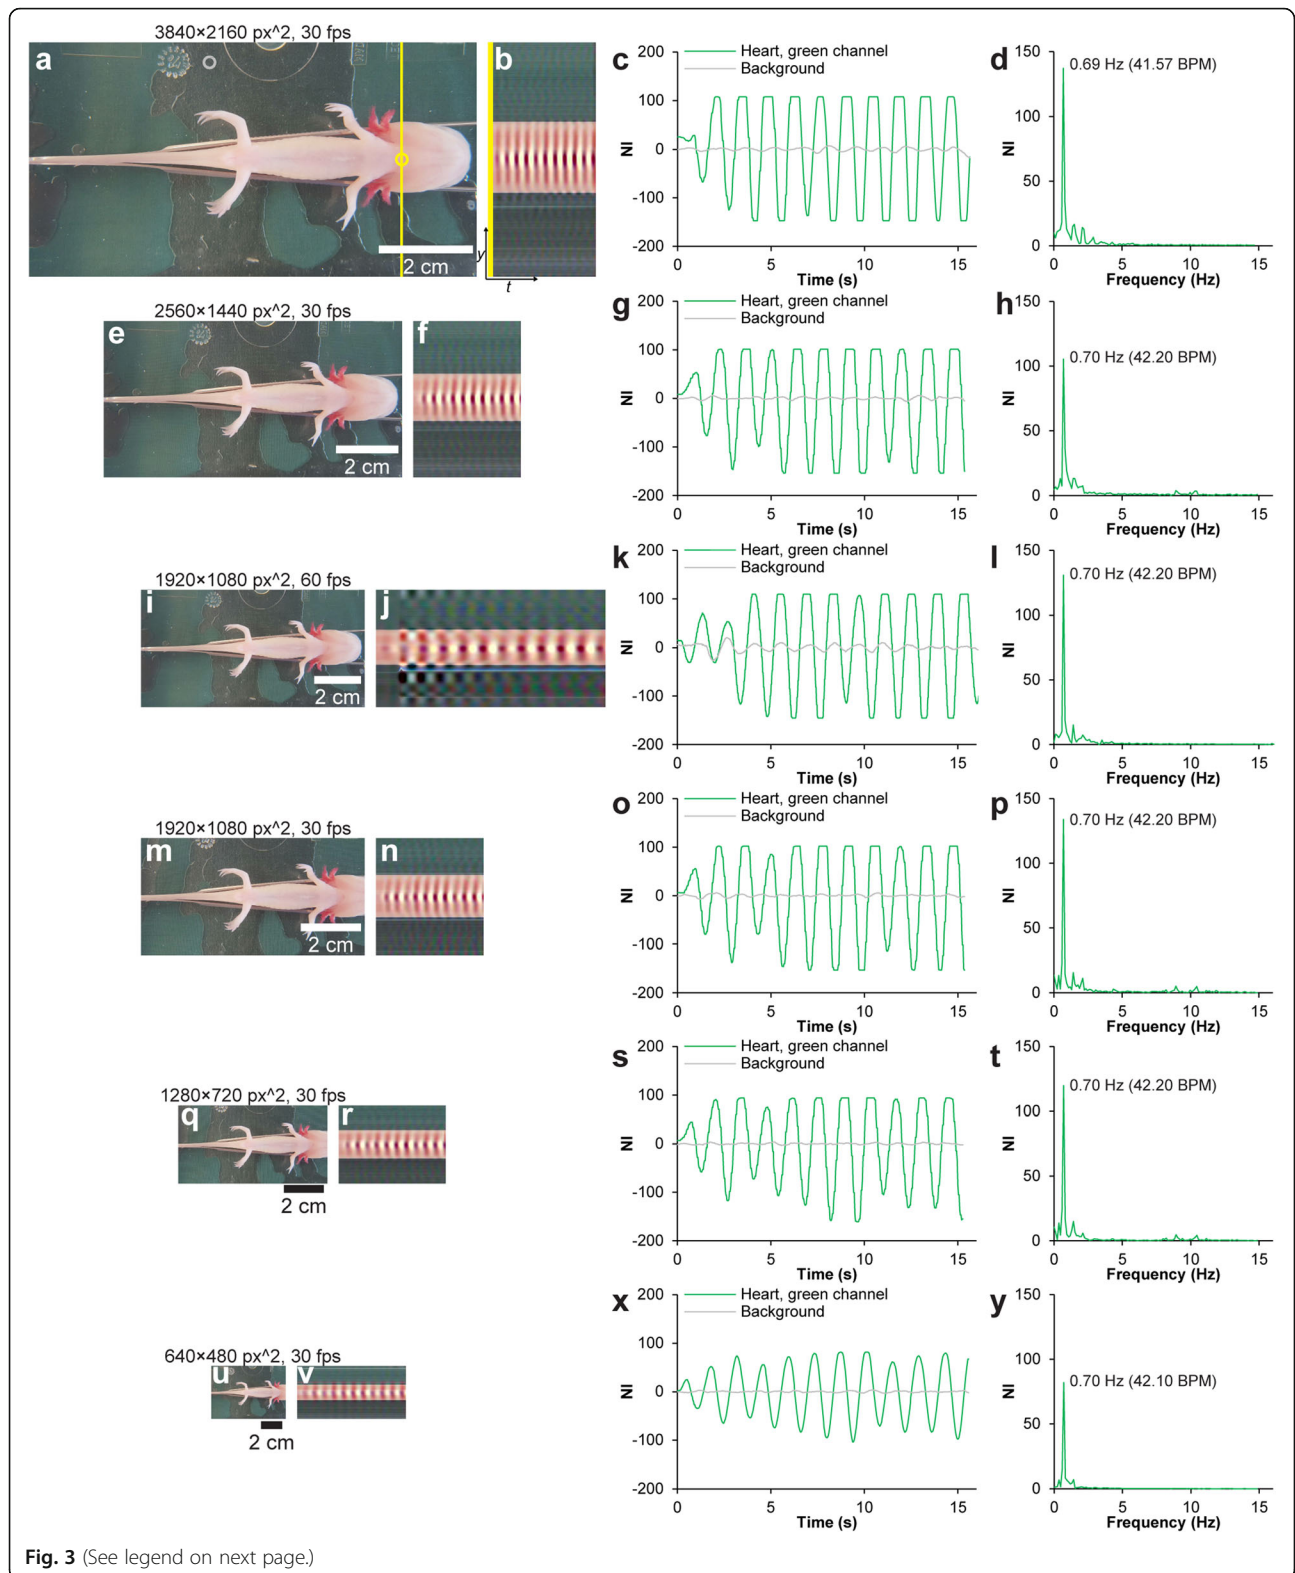 3840×2160 px^2, 30 fps
a
2 cm
b
y
t
c
Heart, green channel
Background
200
100
0
-100
-200
NI
0 5 10 15
Time (s)
d
0.69 Hz (41.57 BPM)
150
100
50
0
NI
0 5 10 15
Frequency (Hz)
2560×1440 px^2, 30 fps
e
2 cm
f
g
Heart, green channel
Background
200
100
0
-100
-200
NI
0 5 10 15
Time (s)
h
0.70 Hz (42.20 BPM)
150
100
50
0
NI
0 5 10 15
Frequency (Hz)
1920×1080 px^2, 60 fps
i
2 cm
j
k
Heart, green channel
Background
200
100
0
-100
-200
NI
0 5 10 15
Time (s)
l
0.70 Hz (42.20 BPM)
150
100
50
0
NI
0 5 10 15
Frequency (Hz)
1920×1080 px^2, 30 fps
m
2 cm
n
o
Heart, green channel
Background
200
100
0
-100
-200
NI
0 5 10 15
Time (s)
p
0.70 Hz (42.20 BPM)
150
100
50
0
NI
0 5 10 15
Frequency (Hz)
1280×720 px^2, 30 fps
q
2 cm
r
s
Heart, green channel
Background
200
100
0
-100
-200
NI
0 5 10 15
Time (s)
t
0.70 Hz (42.20 BPM)
150
100
50
0
NI
0 5 10 15
Frequency (Hz)
640×480 px^2, 30 fps
u
2 cm
v
x
Heart, green channel
Background
200
100
0
-100
-200
NI
0 5 10 15
Time (s)
y
0.70 Hz (42.10 BPM)
150
100
50
0
NI
0 5 10 15
Frequency (Hz)
Fig. 3 (See legend on next page.)